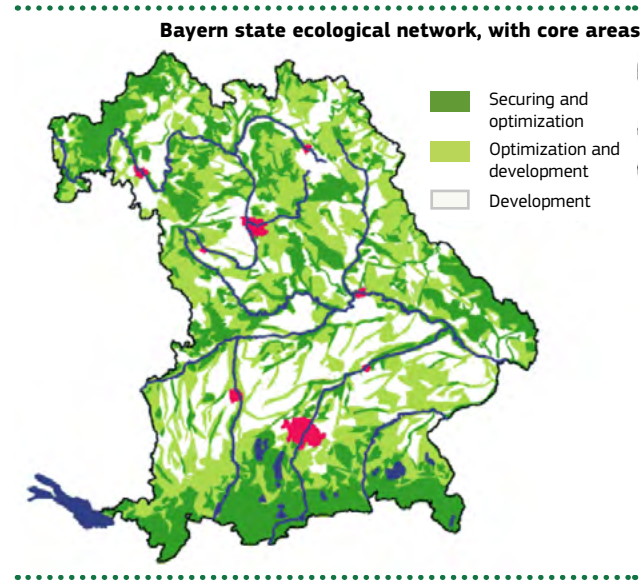 Bayern state ecological network, with core areas
Securing and
optimization
Optimization and
development
Development